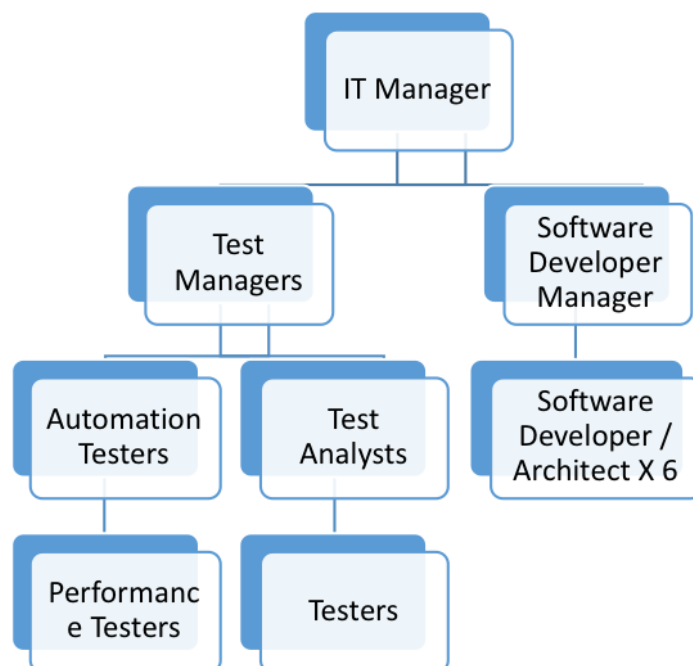 IT Manager
Test
Managers
Software
Developer
Manager
Automation
Testers
Test
Analysts
Software
Developer /
Architect X 6
Performanc
e Testers
Testers